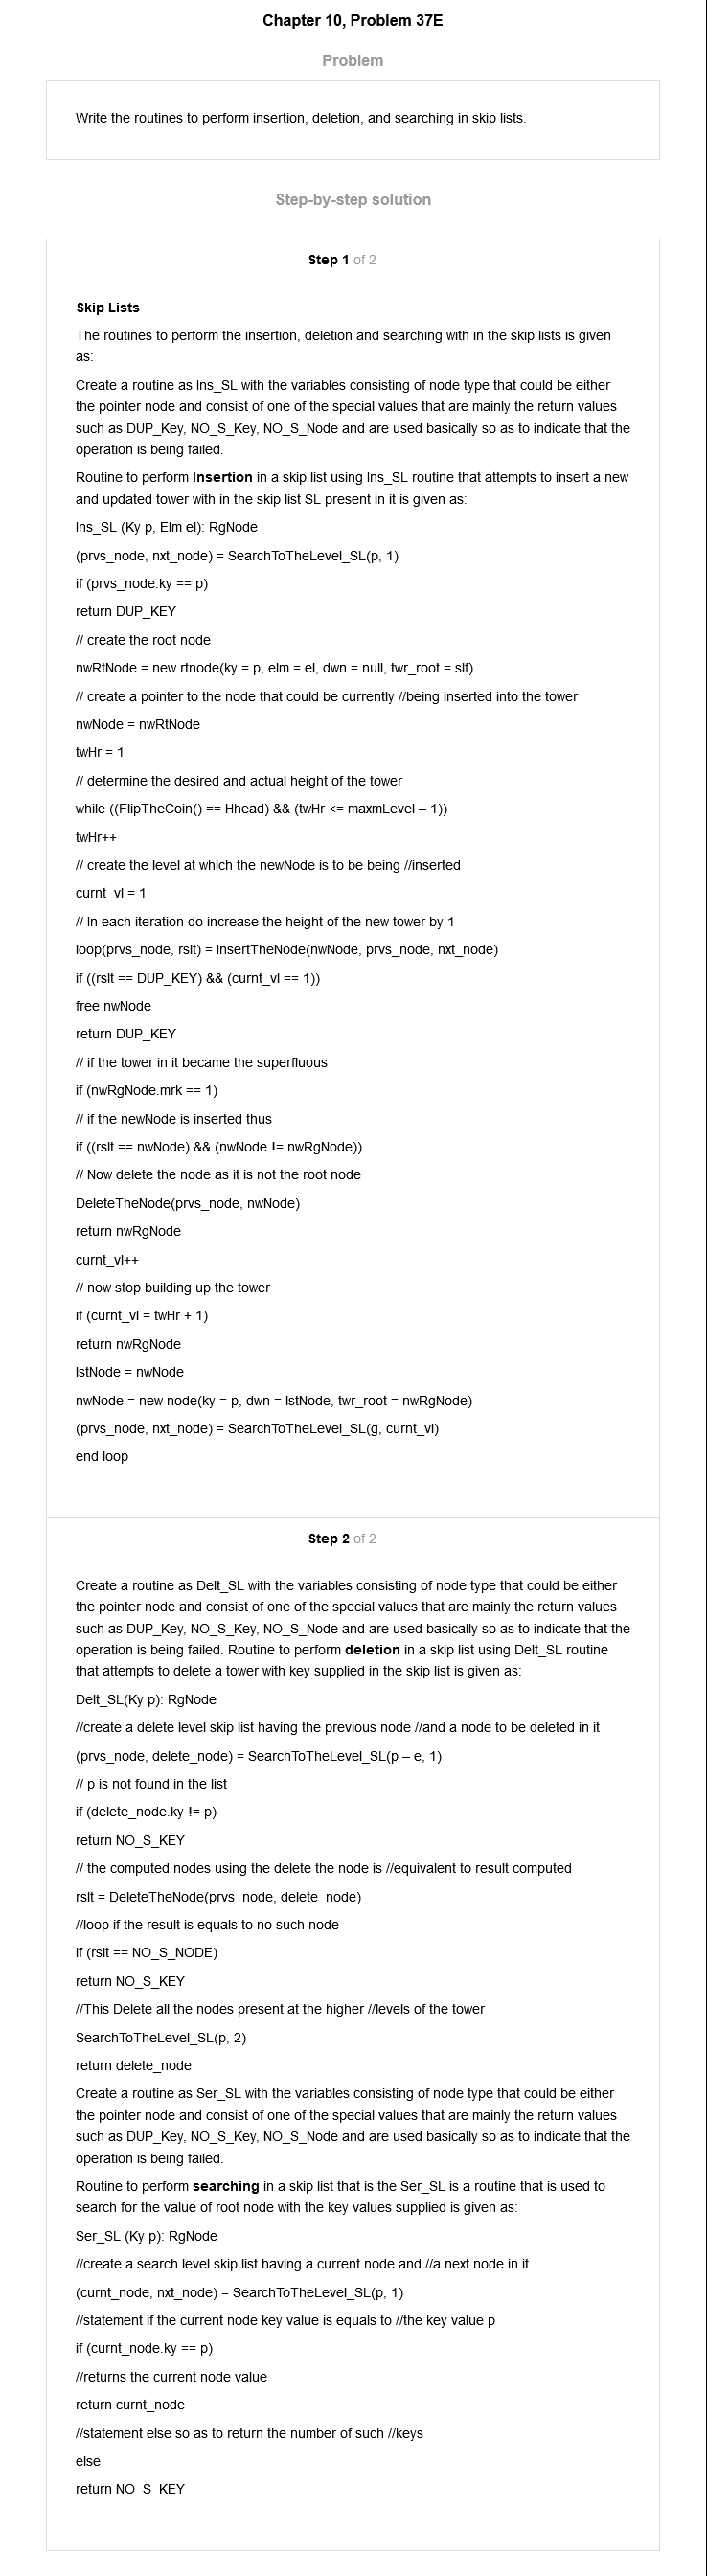 Chapter 10, Problem 37E
Problem
Write the routines to perform insertion, deletion, and searching in skip lists.
Step-by-step solution
Step 1 of 2
Skip Lists
The routines to perform the insertion, deletion and searching with in the skip lists is given
as:
Create a routine as Ins_SL with the variables consisting of node type that could be either
the pointer node and consist of one of the special values that are mainly the return values
such as DUP_Key, NO_S_Key, NO_S_Node and are used basically so as to indicate that the
operation is being failed.
Routine to perform Insertion in a skip list using Ins_SL routine that attempts to insert a new
and updated tower with in the skip list SL present in it is given as:
Ins_SL (Ky p, Elm el): RgNode
(prvs_node, nxt_node) = SearchToTheLevel_SL(p, 1)
if (prvs_node.ky == p)
return DUP_KEY
// create the root node
nwRtNode = new rtnode(ky = p, elm = el, dwn = null, twr_root = slf)
// create a pointer to the node that could be currently //being inserted into the tower
nwNode = nwRtNode
twHr = 1
// determine the desired and actual height of the tower
while ((FlipTheCoin() == Hhead) && (twHr <= maxmLevel – 1))
twHr++
// create the level at which the newNode is to be being //inserted
curnt_vl = 1
// In each iteration do increase the height of the new tower by 1
loop(prvs_node, rslt) = InsertTheNode(nwNode, prvs_node, nxt_node)
if ((rslt == DUP_KEY) && (curnt_vl == 1))
free nwNode
return DUP_KEY
// if the tower in it became the superfluous
if (nwRgNode.mrk == 1)
// if the newNode is inserted thus
if ((rslt == nwNode) && (nwNode != nwRgNode))
// Now delete the node as it is not the root node
DeleteTheNode(prvs_node, nwNode)
return nwRgNode
curnt_vl++
// now stop building up the tower
if (curnt_vl = twHr + 1)
return nwRgNode
lstNode = nwNode
nwNode = new node(ky = p, dwn = lstNode, twr_root = nwRgNode)
(prvs_node, nxt_node) = SearchToTheLevel_SL(g, curnt_vl)
end loop
Step 2 of 2
Create a routine as Delt_SL with the variables consisting of node type that could be either
the pointer node and consist of one of the special values that are mainly the return values
such as DUP_Key, NO_S_Key, NO_S_Node and are used basically so as to indicate that the
operation is being failed. Routine to perform deletion in a skip list using Delt_SL routine
that attempts to delete a tower with key supplied in the skip list is given as:
Delt_SL(Ky p): RgNode
//create a delete level skip list having the previous node //and a node to be deleted in it
(prvs_node, delete_node) = SearchToTheLevel_SL(p – e, 1)
// p is not found in the list
if (delete_node.ky != p)
return NO_S_KEY
// the computed nodes using the delete the node is //equivalent to result computed
rslt = DeleteTheNode(prvs_node, delete_node)
//loop if the result is equals to no such node
if (rslt == NO_S_NODE)
return NO_S_KEY
//This Delete all the nodes present at the higher //levels of the tower
SearchToTheLevel_SL(p, 2)
return delete_node
Create a routine as Ser_SL with the variables consisting of node type that could be either
the pointer node and consist of one of the special values that are mainly the return values
such as DUP_Key, NO_S_Key, NO_S_Node and are used basically so as to indicate that the
operation is being failed.
Routine to perform searching in a skip list that is the Ser_SL is a routine that is used to
search for the value of root node with the key values supplied is given as:
Ser_SL (Ky p): RgNode
//create a search level skip list having a current node and //a next node in it
(curnt_node, nxt_node) = SearchToTheLevel_SL(p, 1)
//statement if the current node key value is equals to //the key value p
if (curnt_node.ky == p)
//returns the current node value
return curnt_node
//statement else so as to return the number of such //keys
else
return NO_S_KEY